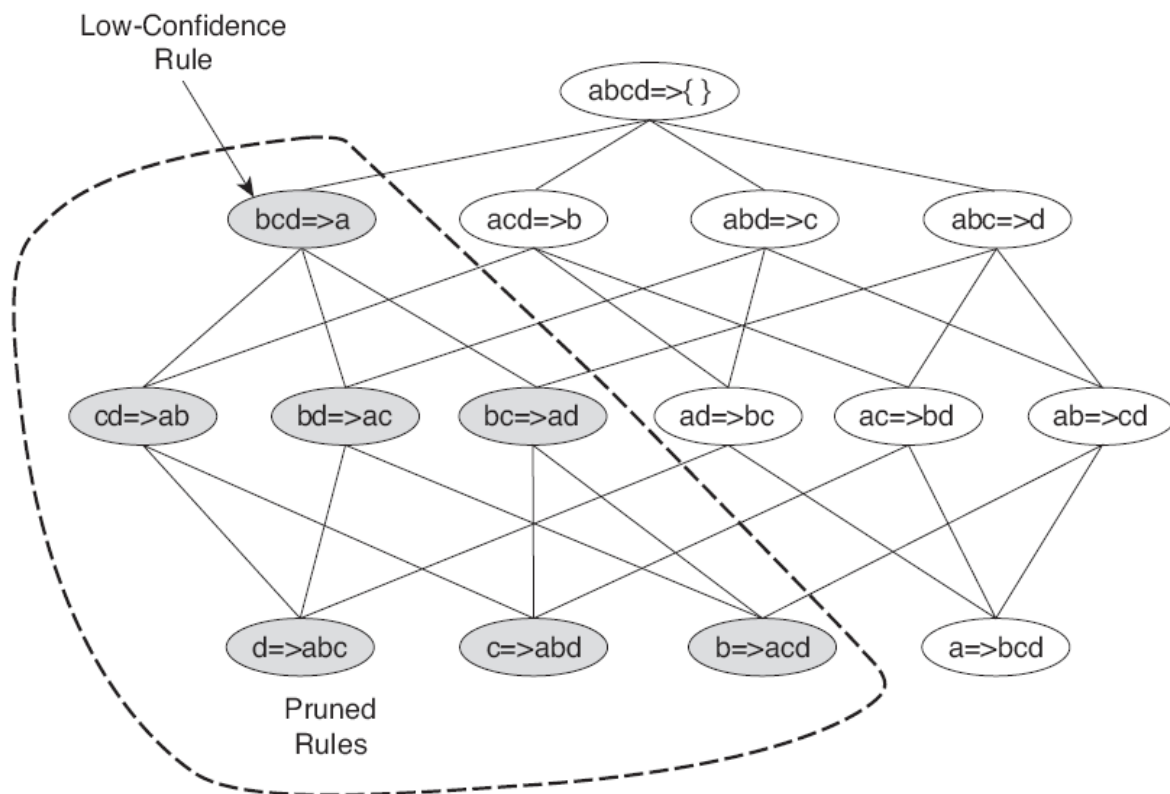 Low-Confidence
Rule
abcd=>{ }
bcd=>a
acd=>b
abd=>c
abc=>d
cd=>ab
bd=>ac
bc=>ad
ad=>bc
ac=>bd
ab=>cd
d=>abc
c=>abd
b=>acd
a=>bcd
Pruned
Rules